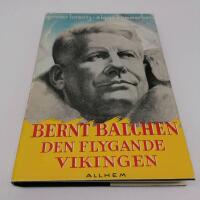 BERNT BALCHEN
DEN FLYGANDE
VIKINGEN
ALLHEM